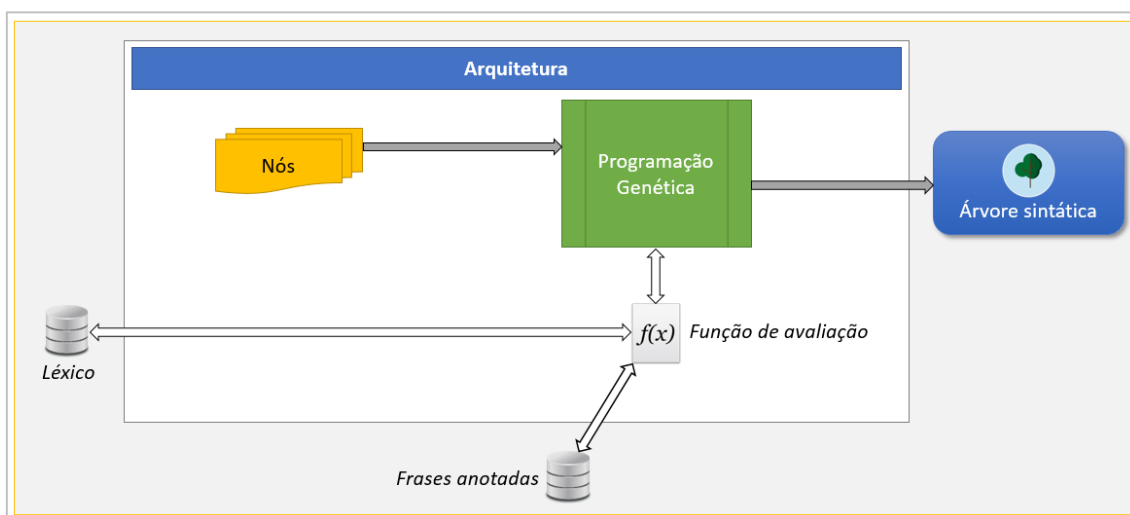 Arquitetura
Nós
Programação
Genética
Árvore sintática
f(x)
Função de avaliação
Léxico
Frases anotadas